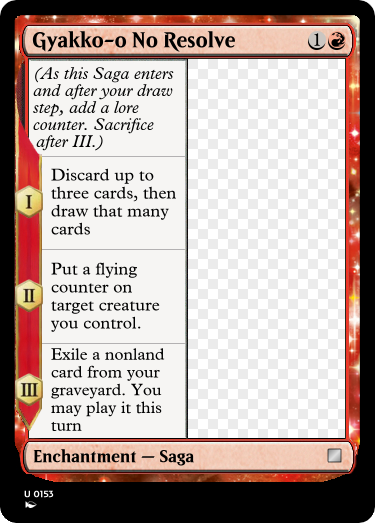 Gyakko-o No Resolve 1
(As this Saga enters
and after your draw
step, add a lore
counter. Sacrifice
after III.)
I
Discard up to
three cards, then
draw that many
cards
II
Put a flying
counter on
target creature
you control.
III
Exile a nonland
card from your
graveyard. You
may play it this
turn
Enchantment — Saga
U 0153